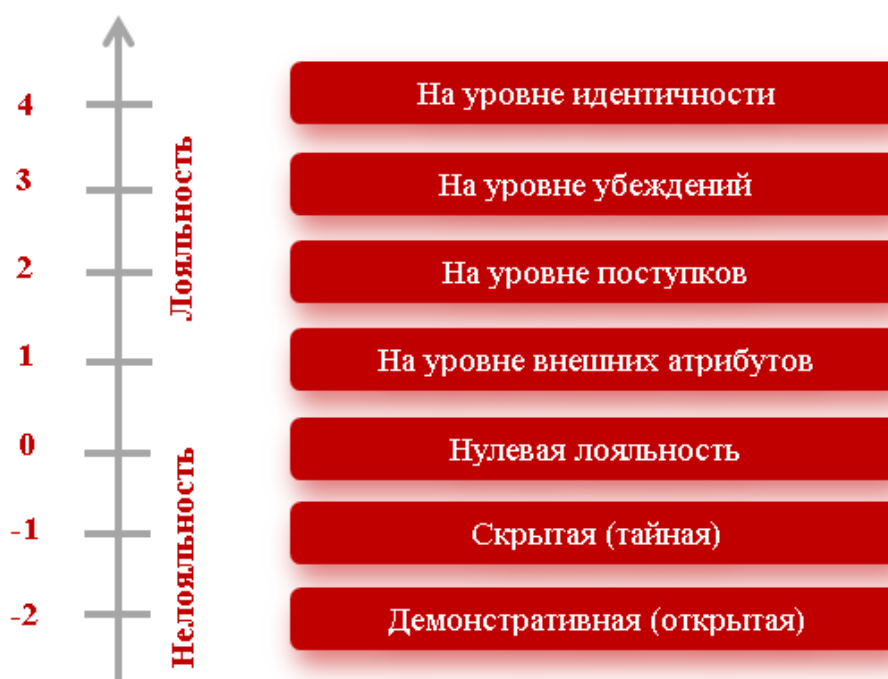 4
На уровне идентичности
3
На уровне убеждений
Лояльность
2
На уровне поступков
1
На уровне внешних атрибутов
0
Нулевая лояльность
Нелояльность
-1
Скрытая (тайная)
-2
Демонстративная (открытая)